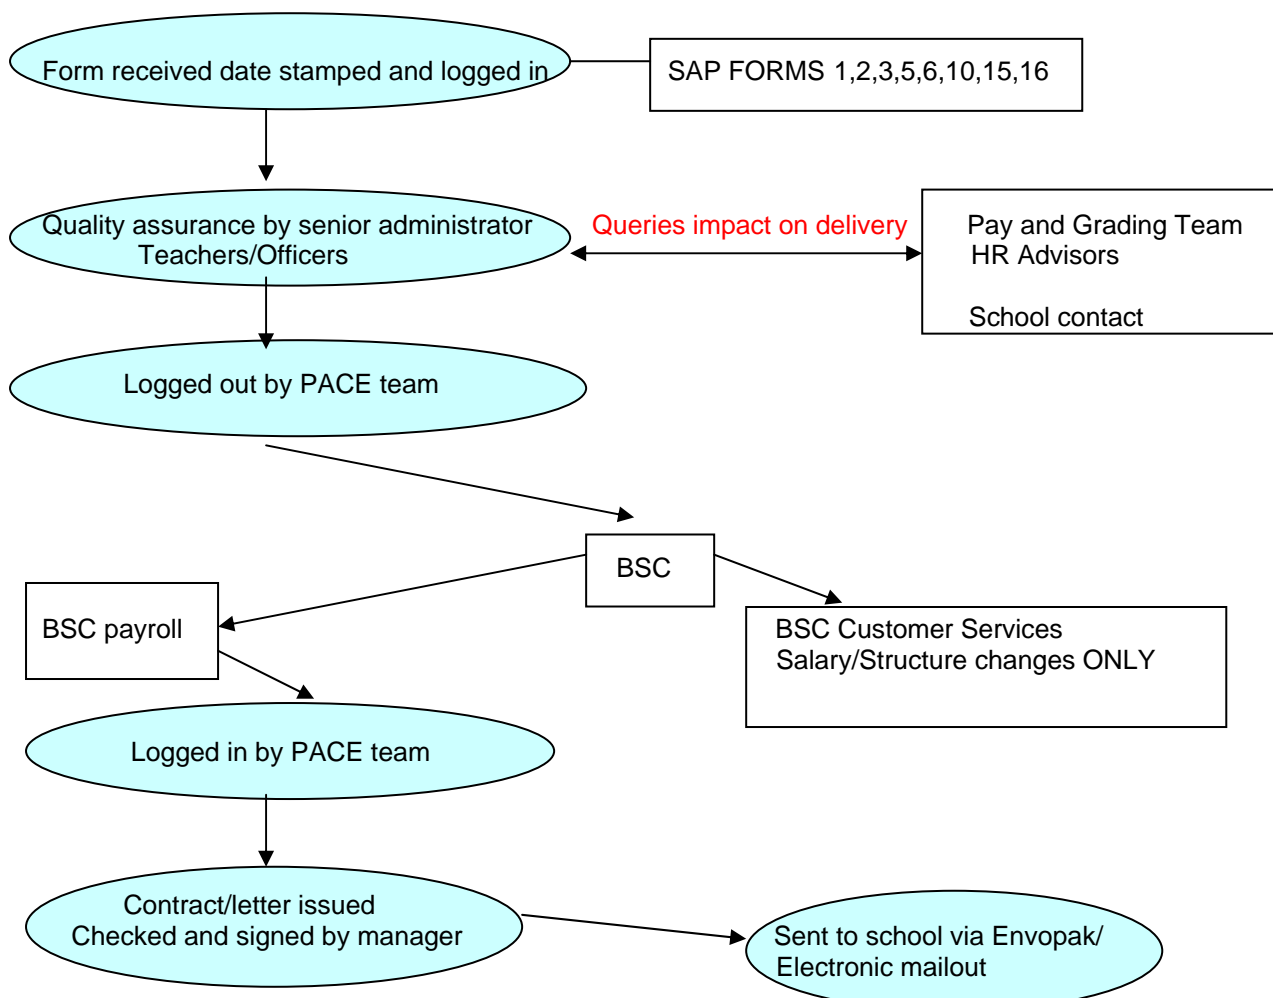 Form received date stamped and logged in
SAP FORMS 1,2,3,5,6,10,15,16
Quality assurance by senior administrator
Teachers/Officers
Queries impact on delivery
Pay and Grading Team
HR Advisors
School contact
Logged out by PACE team
BSC
BSC payroll
BSC Customer Services
Salary/Structure changes ONLY
Logged in by PACE team
Contract/letter issued
Checked and signed by manager
Sent to school via Envopak/
Electronic mailout